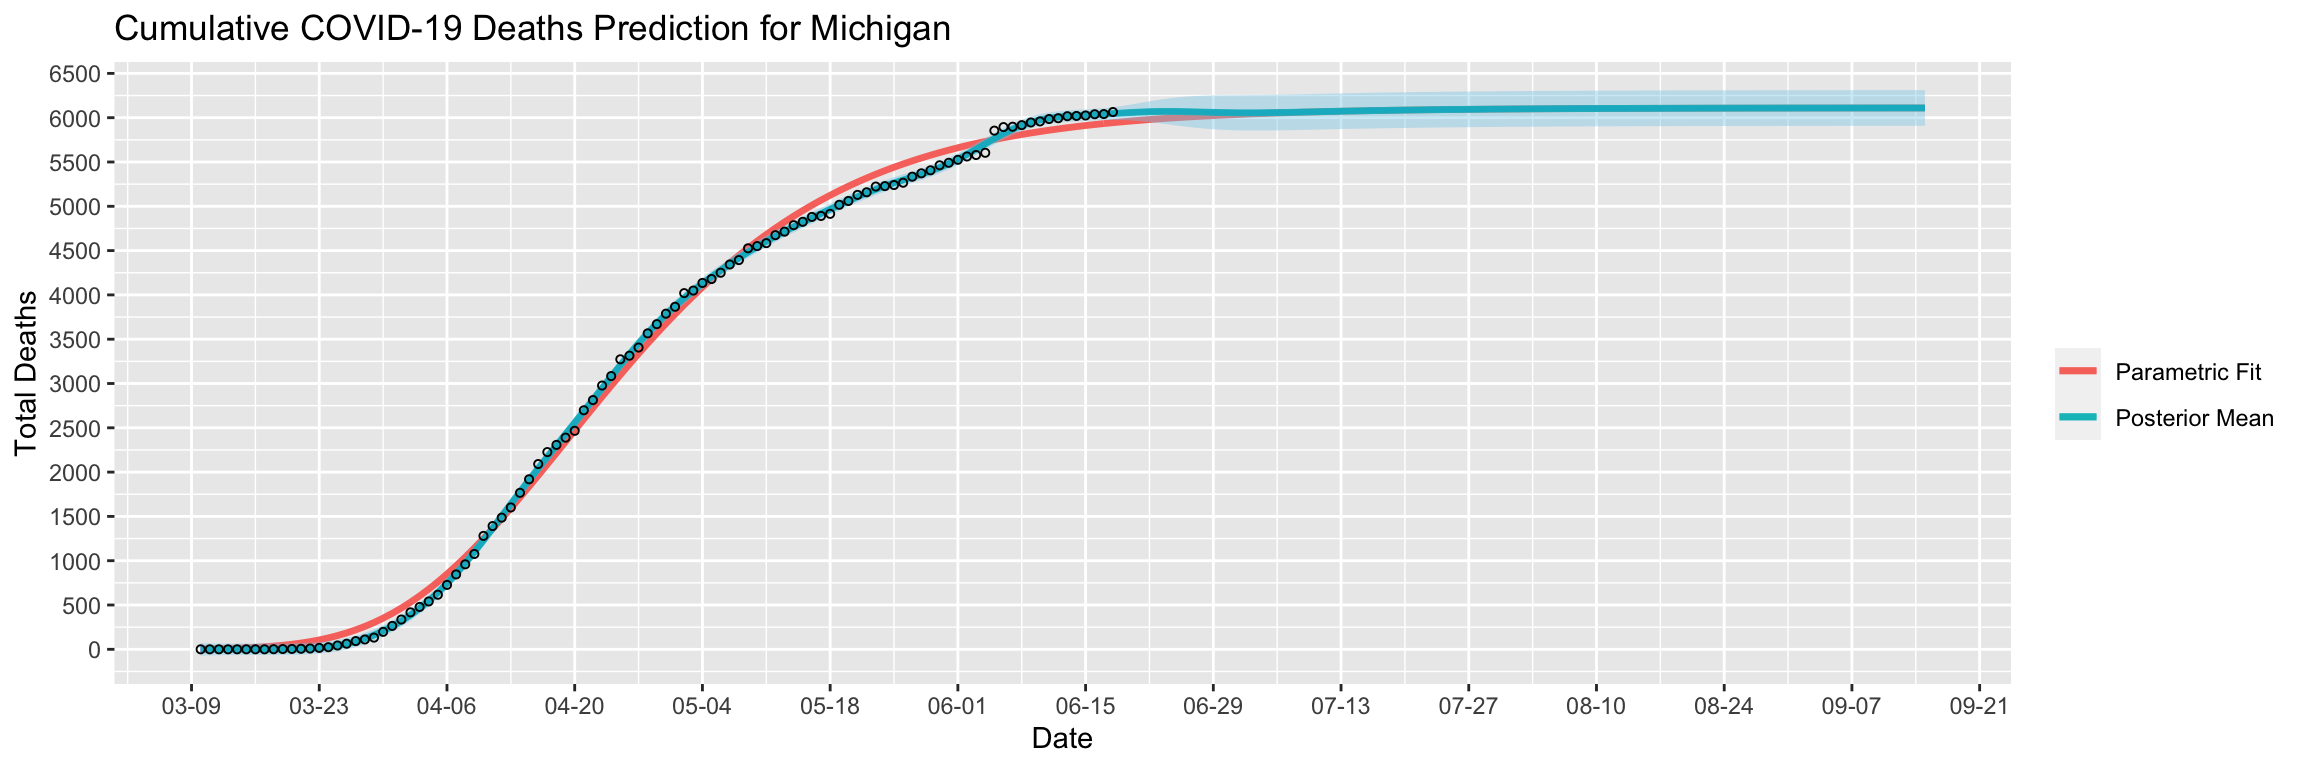 Cumulative COVID-19 Deaths Prediction for Michigan
6500
6000
5500
5000
4500
4000
3500
3000
2500
2000
1500
1000
500
0
Total Deaths
03-09 03-23 04-06 04-20 05-04 05-18 06-01 06-15 06-29 07-13 07-27 08-10 08-24 09-07 09-21
Date
Parametric Fit
Posterior Mean